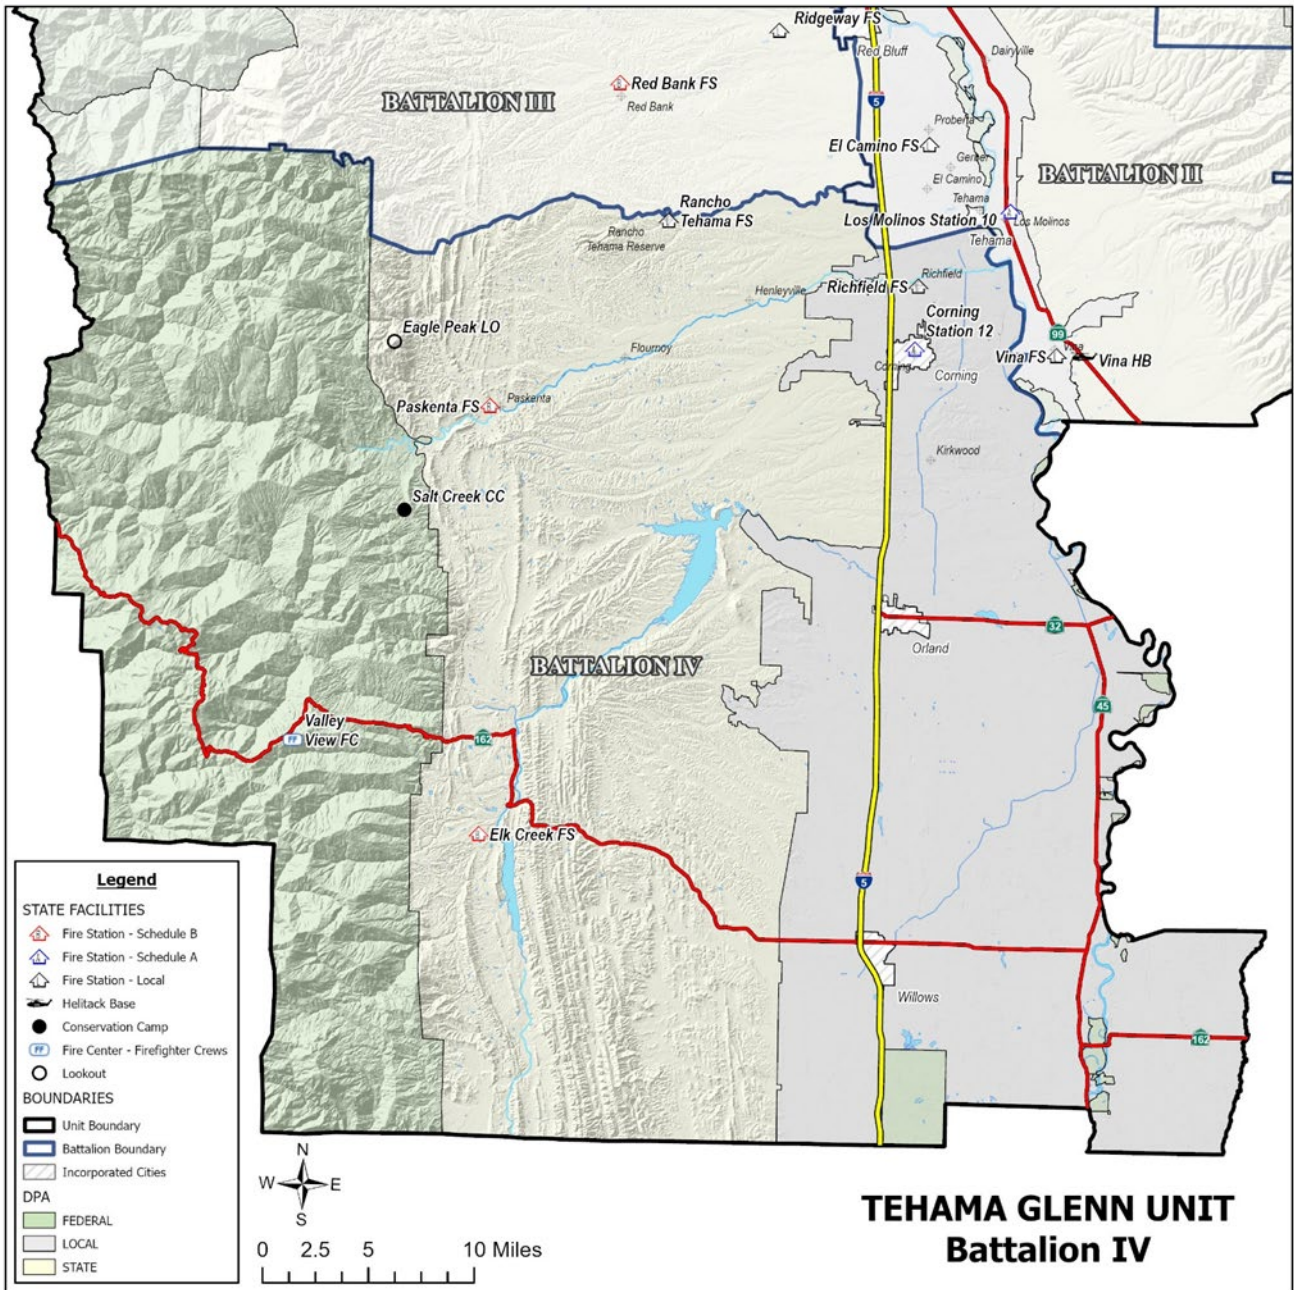 Ridgeway FS
Red Bluff
Dairyville
Red Bank FS
Red Bank
BATTALION III
5
Proberta
El Camino FS
Gerber
El Camino
BATTALION II
Tehama
Rancho
Tehama FS
Los Molinos Station 10
Los Molinos
Rancho
Tehama Reserve
Tehama
Richfield
Richfield FS
Henleyville
Corning
Station 12
Eagle Peak LO
99
Flournoy
Vina FS
Vina
Vina HB
Corning
Corning
Paskenta FS
Paskenta
Kirkwood
Salt Creek CC
32
Orland
BATTALION IV
45
Valley
View FC
FF
162
Elk Creek FS
5
Willows
162
Legend
STATE FACILITIES
Fire Station - Schedule B
Fire Station - Schedule A
Fire Station - Local
Helitack Base
Conservation Camp
FF Fire Center - Firefighter Crews
Lookout
BOUNDARIES
Unit Boundary
Battalion Boundary
Incorporated Cities
DPA
FEDERAL
LOCAL
STATE
N
W E
S
0 2.5 5 10 Miles
TEHAMA GLENN UNIT
Battalion IV